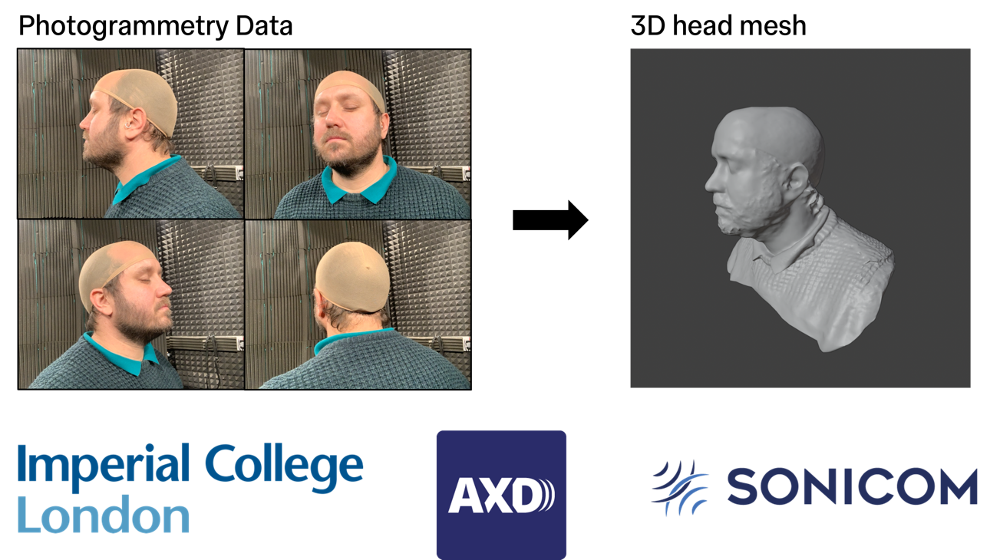 Photogrammetry Data
3D head mesh
Imperial College
London
AXD
SONICOM